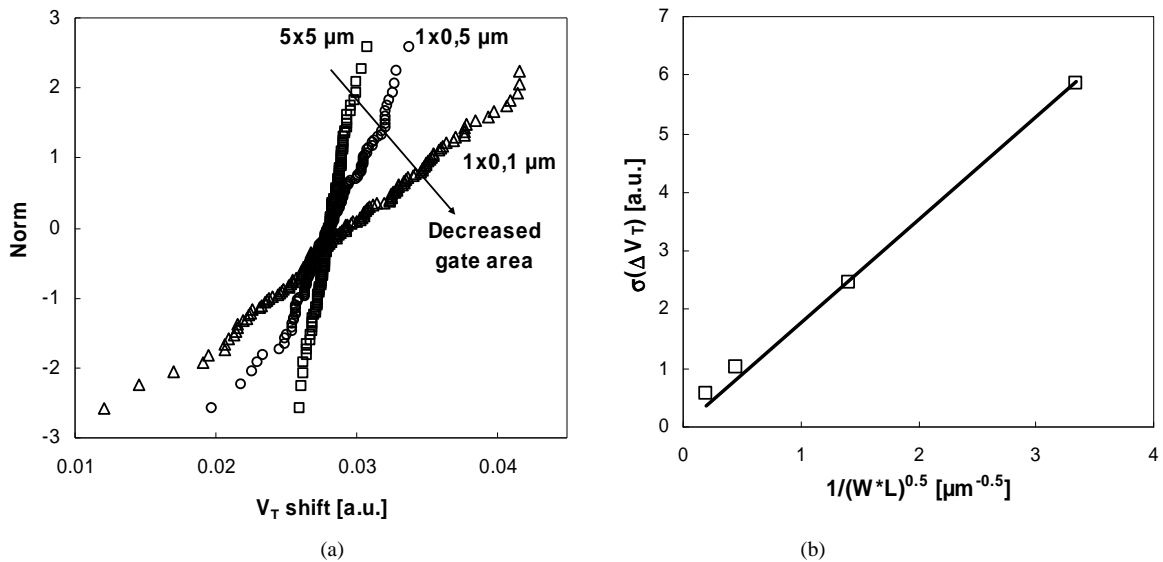 3
2
1
0
-1
-2
-3
Norm
5x5 µm
1x0,5 µm
1x0,1 µm
Decreased
gate area
0.01
0.02
0.03
0.04
V_T shift [a.u.]
(a)
7
6
5
4
3
2
1
0
σ(Δ V_T) [a.u.]
0
1
2
3
4
1/(W*L)^0.5 [µm^-0.5]
(b)